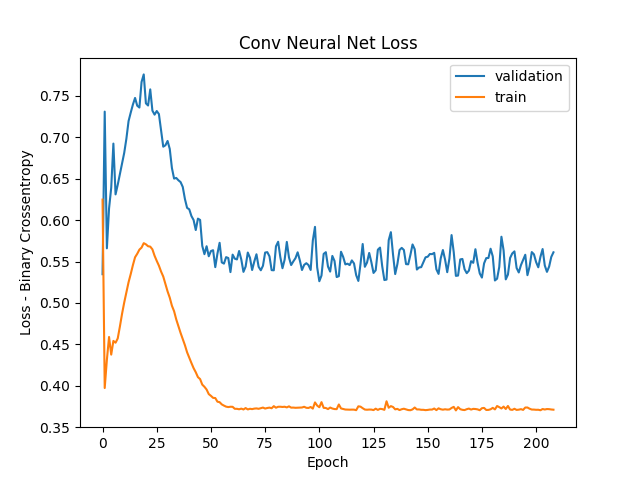 Conv Neural Net Loss
validation
train
Loss - Binary Crossentropy
0.75
0.70
0.65
0.60
0.55
0.50
0.45
0.40
0.35
0 25 50 75 100 125 150 175 200
Epoch